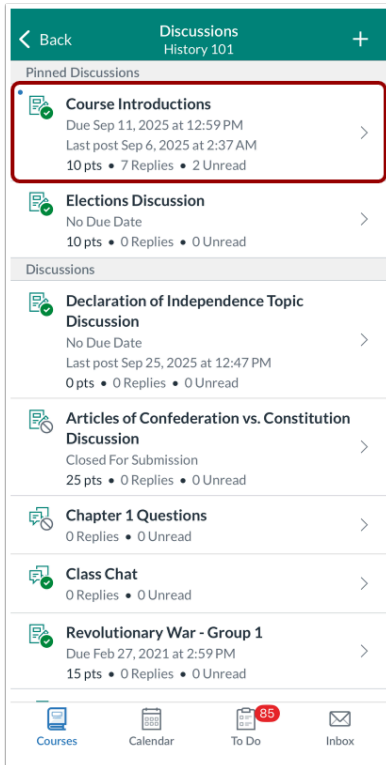 Back
Discussions
History 101
+
Pinned Discussions
Course Introductions
Due Sep 11, 2025 at 12:59 PM
Last post Sep 6, 2025 at 2:37 AM
10 pts • 7 Replies • 2 Unread
Elections Discussion
No Due Date
10 pts • 0 Replies • 0 Unread
Discussions
Declaration of Independence Topic
Discussion
No Due Date
Last post Sep 25, 2025 at 12:47 PM
0 pts • 0 Replies • 0 Unread
Articles of Confederation vs. Constitution
Discussion
Closed For Submission
25 pts • 0 Replies • 0 Unread
Chapter 1 Questions
0 Replies • 0 Unread
Class Chat
0 Replies • 0 Unread
Revolutionary War - Group 1
Due Feb 27, 2021 at 2:59 PM
15 pts • 0 Replies • 0 Unread
85
Courses
Calendar
To Do
Inbox